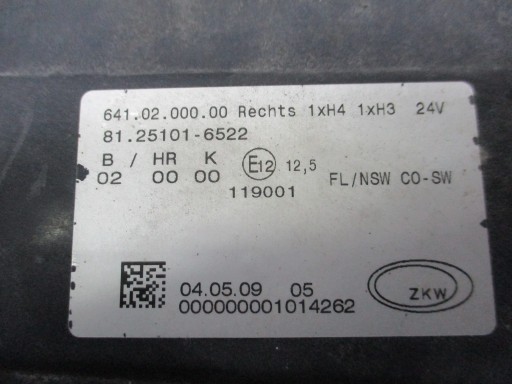 641.02.000.00 Rechts 1xH4 1xH3 24V
81.25101-6522
B / HR K
02 00 00 E12 12,5 FL/NSW CO-SW
119001
04.05.09 05
000000001014262 ZKW